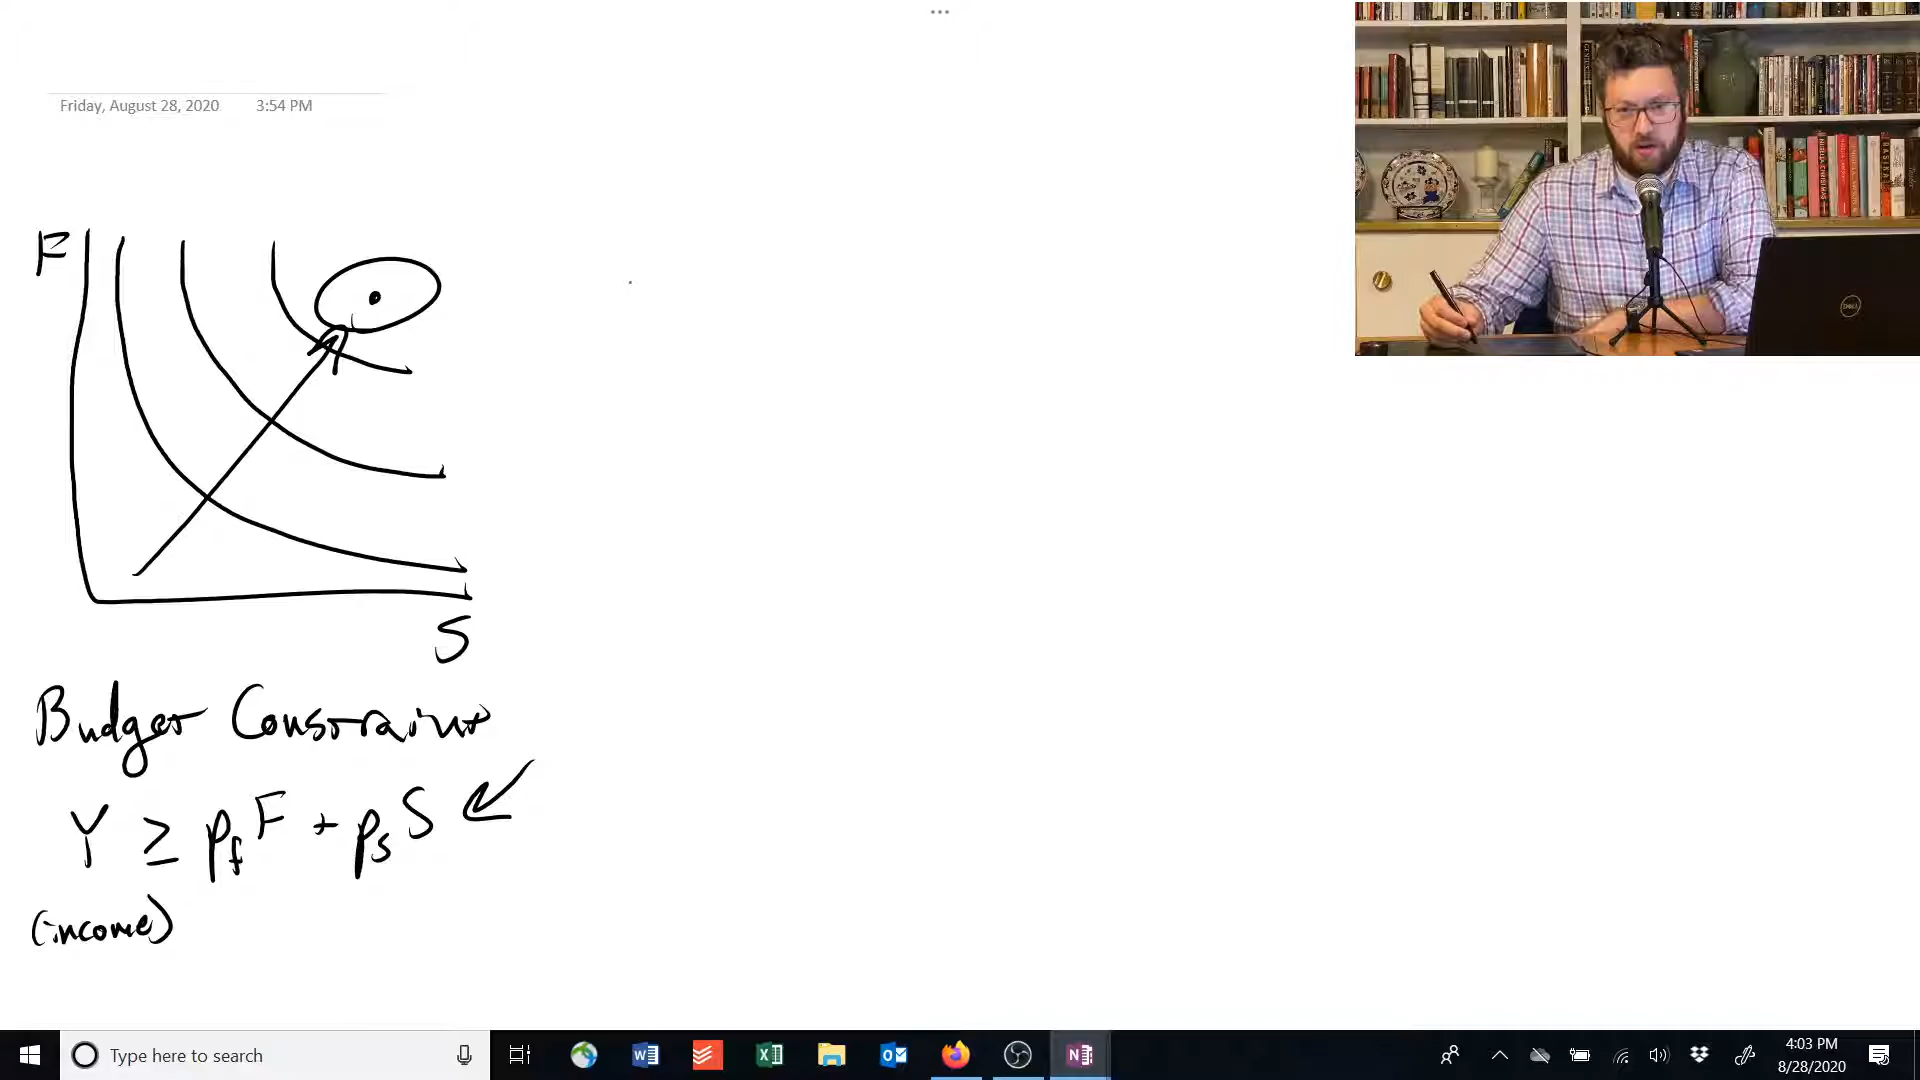 Friday, August 28, 2020 3:54 PM
F
S
Budget Constraint
Y ≥ pfF + psS
(income)
Type here to search
4:03 PM
8/28/2020